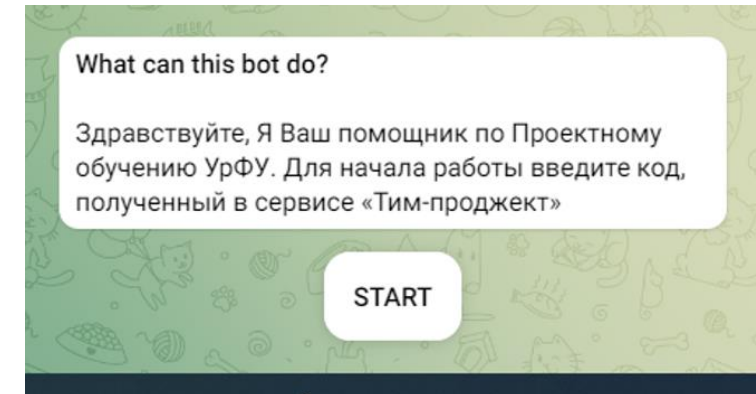 What can this bot do?
Здравствуйте, Я Ваш помощник по Проектному
обучению УрФУ. Для начала работы введите код,
полученный в сервисе «Тим-проджект»
START